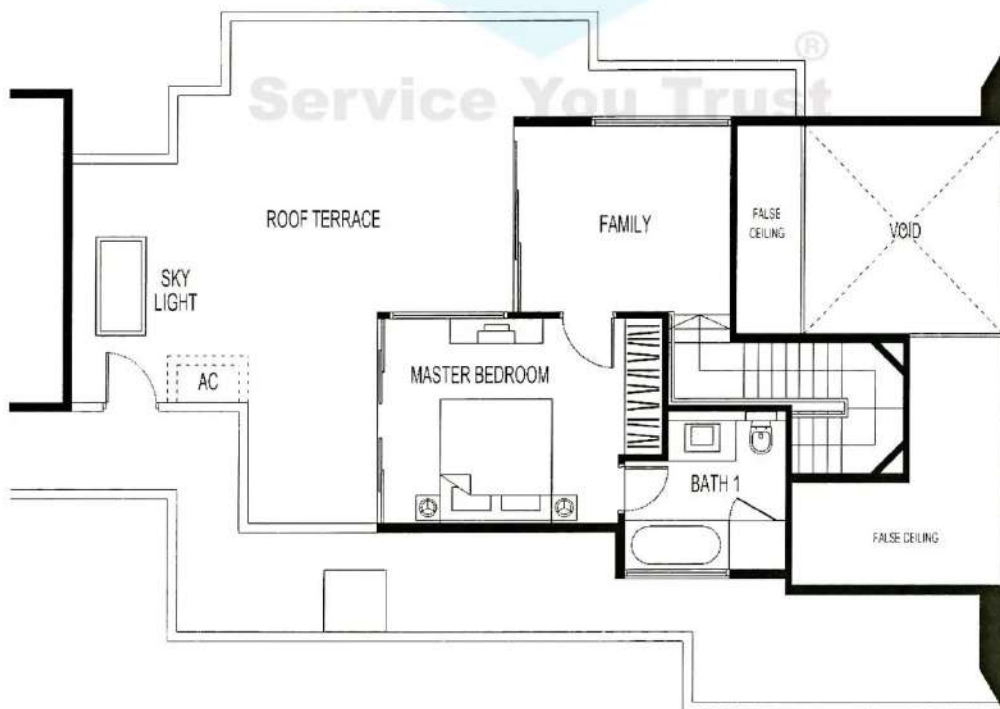 ®
Service You Trust
ROOF TERRACE
FAMILY
FALSE
CEILING
VOID
SKY
LIGHT
AC
MASTER BEDROOM
BATH 1
FALSE CEILING